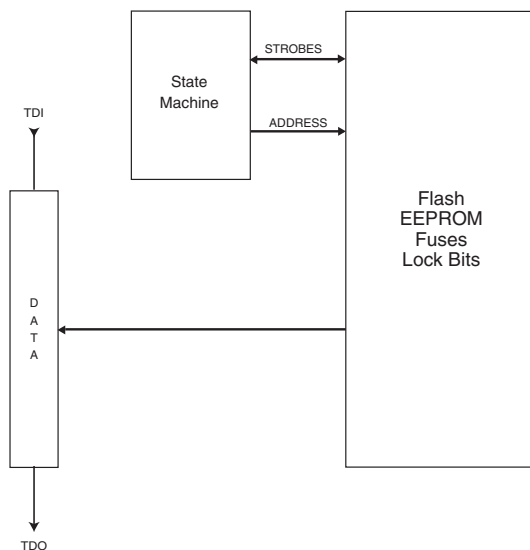 STROBES
State
Machine
TDI
ADDRESS
Flash
EEPROM
Fuses
Lock Bits
D
A
T
A
TDO